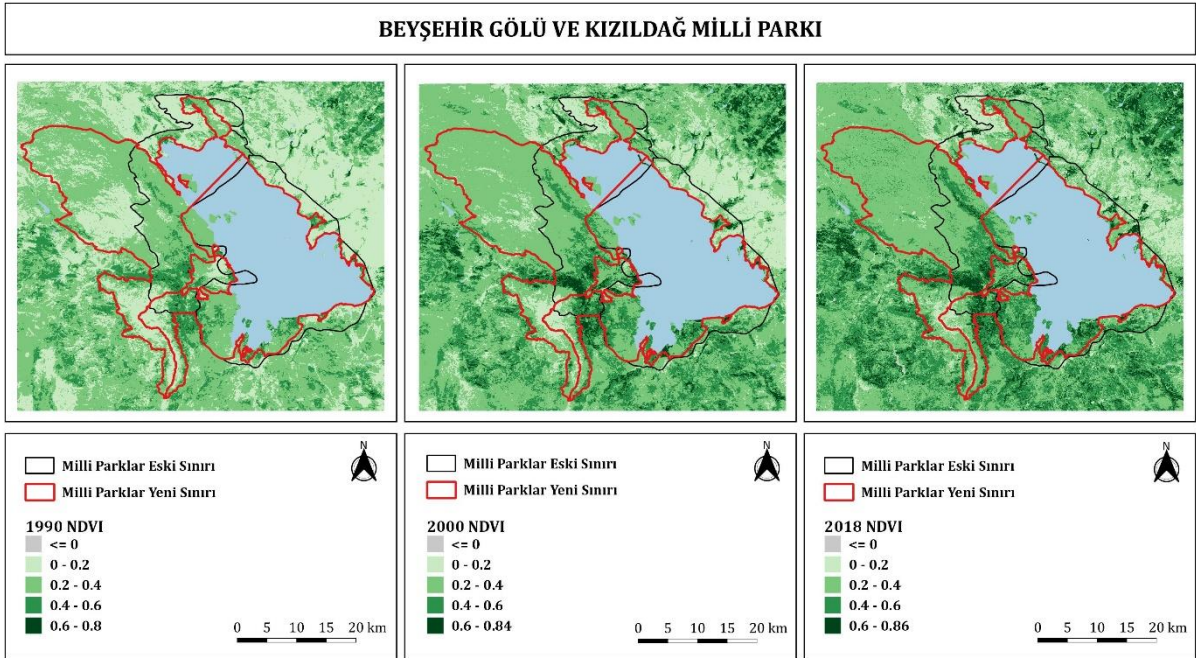 BEYŞEHİR GÖLÜ VE KIZILDAĞ MİLLİ PARKI
N
Milli Parklar Eski Sınırı
Milli Parklar Yeni Sınırı
1990 NDVI
<= 0
0 - 0.2
0.2 - 0.4
0.4 - 0.6
0.6 - 0.8
0 5 10 15 20 km
N
Milli Parklar Eski Sınırı
Milli Parklar Yeni Sınırı
2000 NDVI
<= 0
0 - 0.2
0.2 - 0.4
0.4 - 0.6
0.6 - 0.84
0 5 10 15 20 km
N
Milli Parklar Eski Sınırı
Milli Parklar Yeni Sınırı
2018 NDVI
<= 0
0 - 0.2
0.2 - 0.4
0.4 - 0.6
0.6 - 0.86
0 5 10 15 20 km